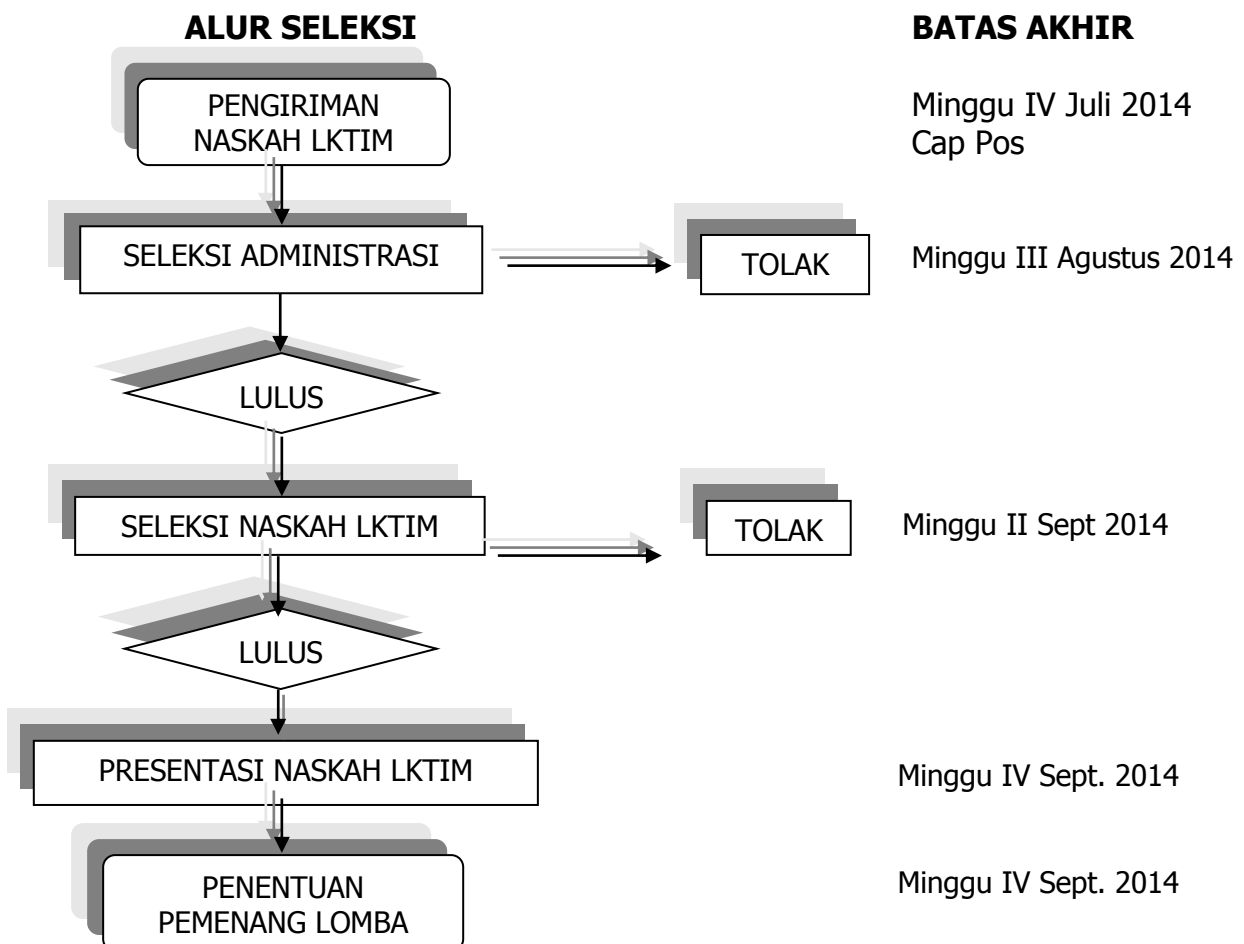 ALUR SELEKSI
BATAS AKHIR
PENGIRIMAN
NASKAH LKTIM
Minggu IV Juli 2014
Cap Pos
SELEKSI ADMINISTRASI
TOLAK
Minggu III Agustus 2014
LULUS
SELEKSI NASKAH LKTIM
TOLAK
Minggu II Sept 2014
LULUS
PRESENTASI NASKAH LKTIM
Minggu IV Sept. 2014
PENENTUAN
PEMENANG LOMBA
Minggu IV Sept. 2014